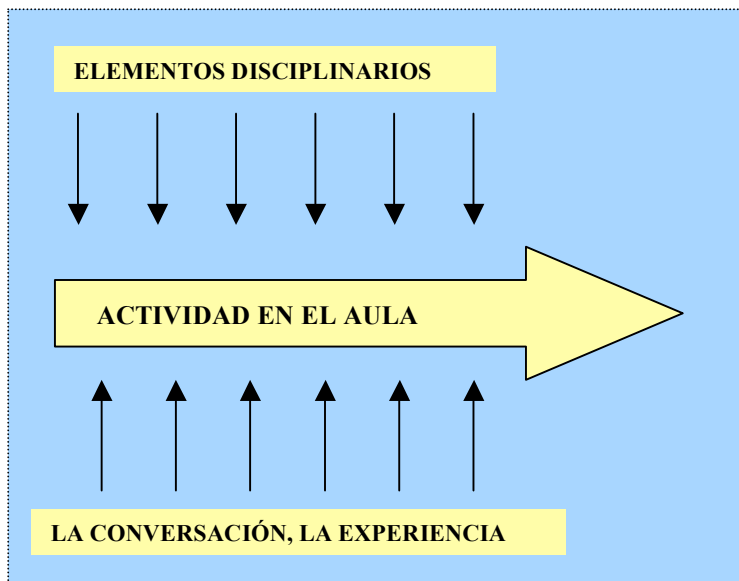 ELEMENTOS DISCIPLINARIOS
ACTIVIDAD EN EL AULA
LA CONVERSACIÓN, LA EXPERIENCIA